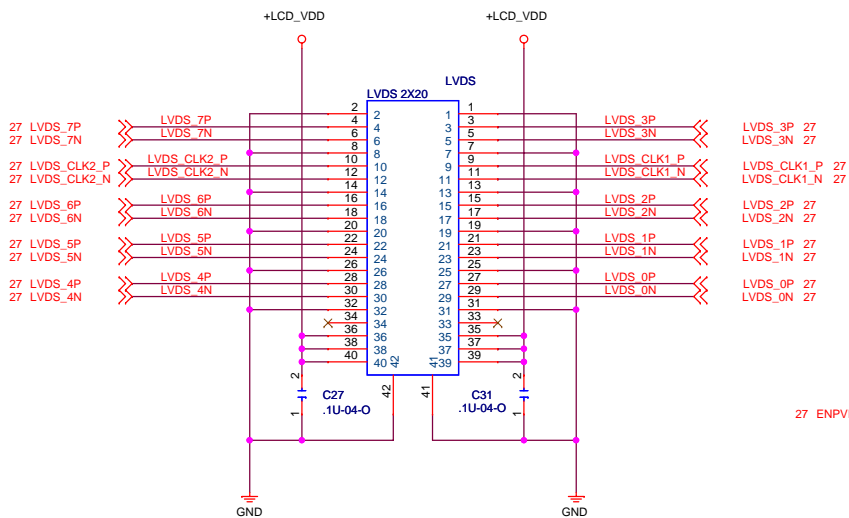 +LCD_VDD +LCD_VDD
LVDS 2X20 LVDS
2 2 1 1
27 LVDS_7P LVDS_7P 4 4 3 3 LVDS_3P LVDS_3P 27
27 LVDS_7N LVDS_7N 6 6 5 5 LVDS_3N LVDS_3N 27
8 8 7 7
27 LVDS_CLK2_P LVDS_CLK2_P 10 10 9 9 LVDS_CLK1_P LVDS_CLK1_P 27
27 LVDS_CLK2_N LVDS_CLK2_N 12 12 11 11 LVDS_CLK1_N LVDS_CLK1_N 27
14 14 13 13
27 LVDS_6P LVDS_6P 16 16 15 15 LVDS_2P LVDS_2P 27
27 LVDS_6N LVDS_6N 18 18 17 17 LVDS_2N LVDS_2N 27
20 20 19 19
27 LVDS_5P LVDS_5P 22 22 21 21 LVDS_1P LVDS_1P 27
27 LVDS_5N LVDS_5N 24 24 23 23 LVDS_1N LVDS_1N 27
26 26 25 25
27 LVDS_4P LVDS_4P 28 28 27 27 LVDS_0P LVDS_0P 27
27 LVDS_4N LVDS_4N 30 30 29 29 LVDS_0N LVDS_0N 27
32 32 31 31
34 34 33 33
36 36 35 35
38 38 37 37
40 40 42 41 39 39
2 C27 42 41 C31 2
1 .1U-04-O .1U-04-O 1
27 ENPV
GND GND